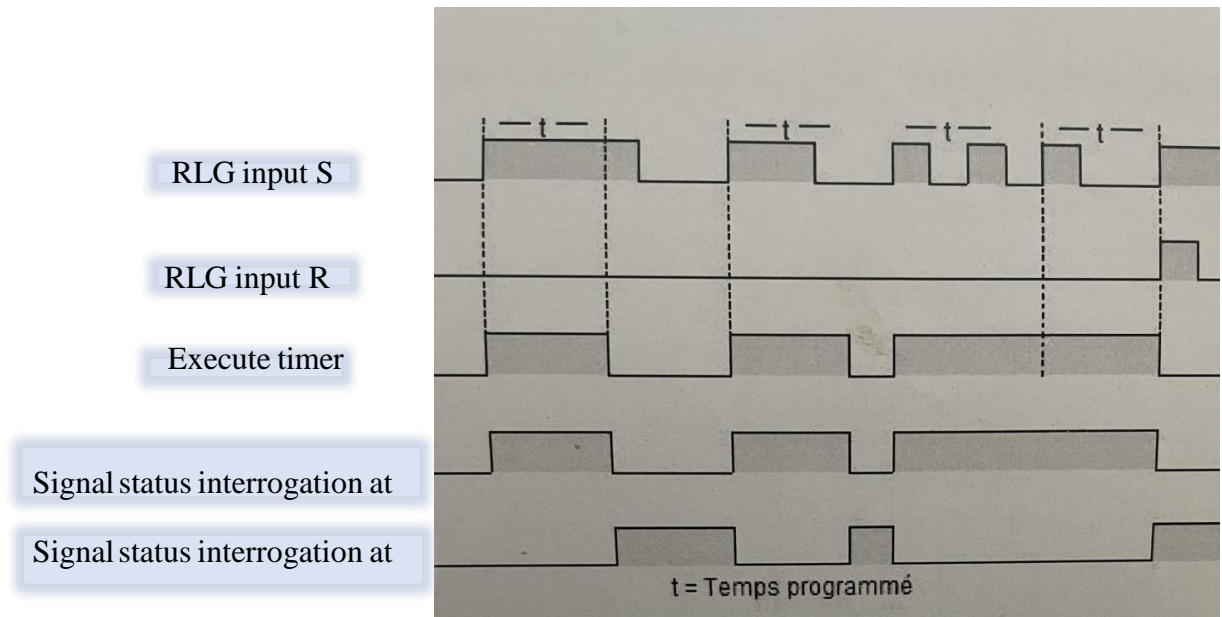 t t t t
RLG input S
RLG input R
Execute timer
Signal status interrogation at
Signal status interrogation at
t = Temps programmé